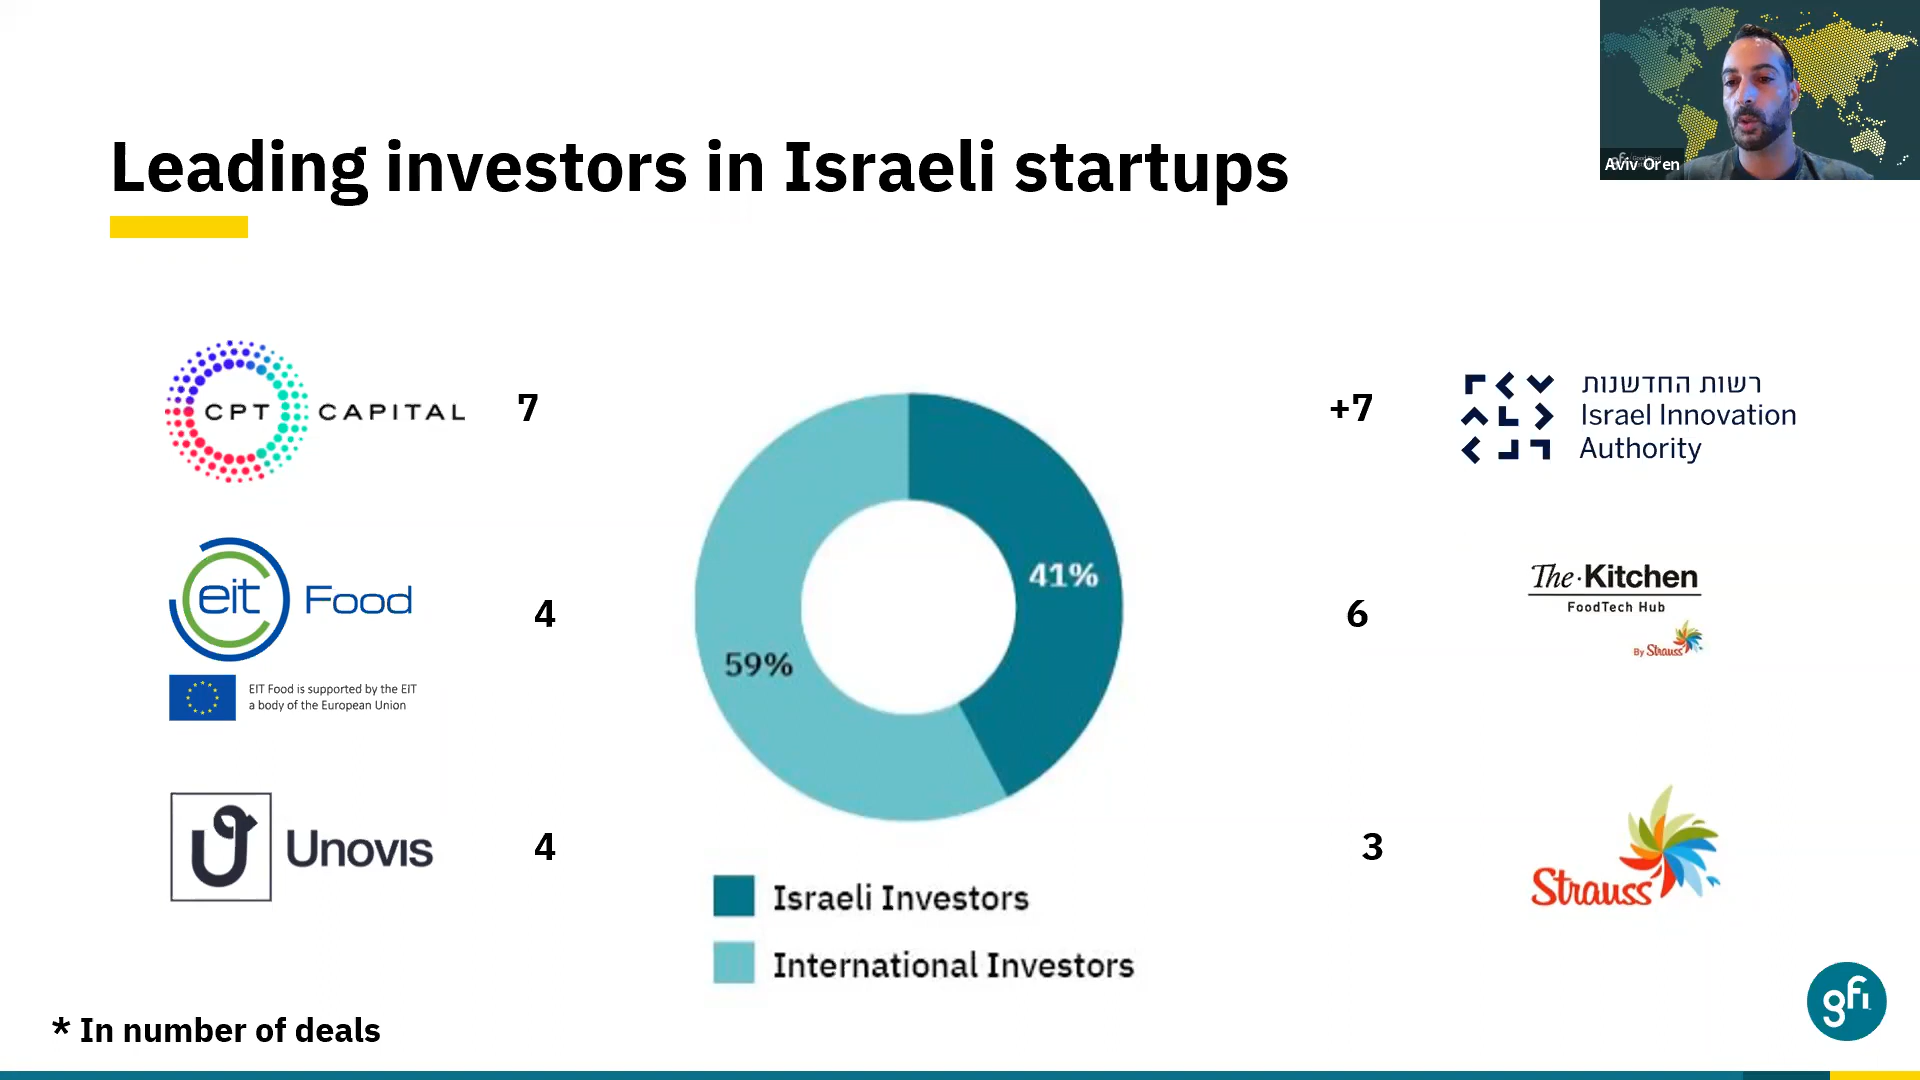 Leading investors in Israeli startups
Aviv Oren
CPT CAPITAL
7
eit Food
EIT Food is supported by the EIT
a body of the European Union
4
Unovis
4
41%
59%
Israeli Investors
International Investors
+7
רשות החדשנות
Israel Innovation
Authority
6
The Kitchen
FoodTech Hub
By Strauss
3
Strauss
* In number of deals
gfi